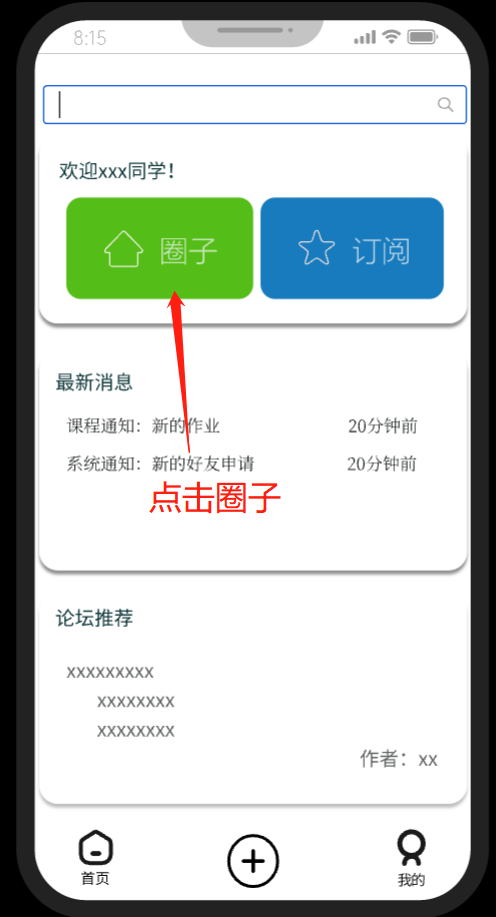 8:15
欢迎xxx同学！
圈子 订阅
最新消息
课程通知：新的作业 20分钟前
系统通知：新的好友申请 20分钟前
点击圈子
论坛推荐
xxxxxxxxx
xxxxxxxx
xxxxxxxx
作者：xx
首页 我的